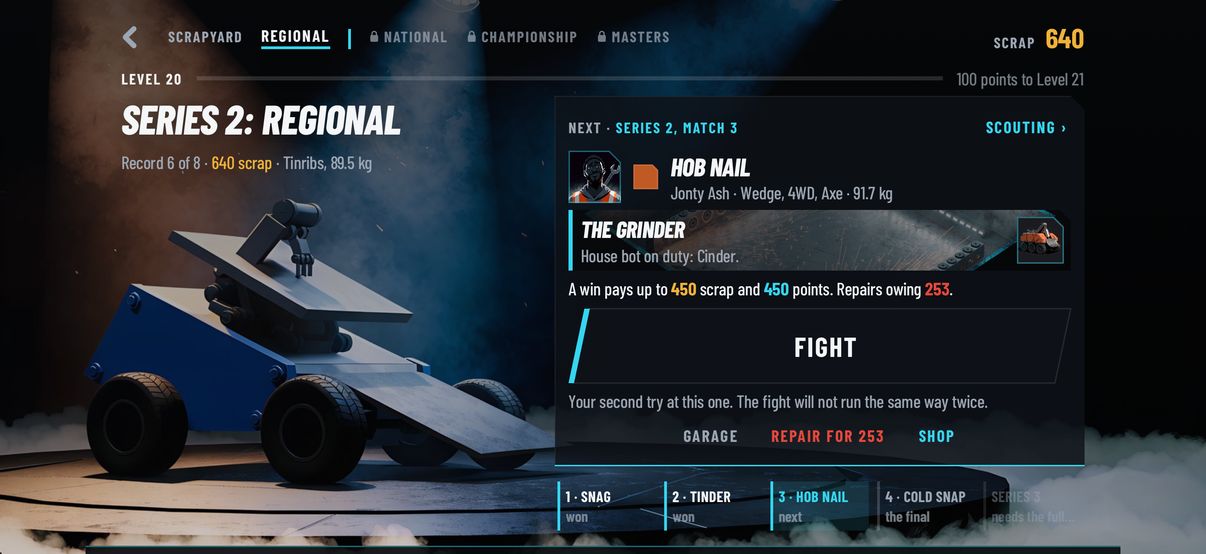 SCRAPYARD REGIONAL NATIONAL CHAMPIONSHIP MASTERS
SCRAP 640
LEVEL 20
100 points to Level 21
SERIES 2: REGIONAL
Record 6 of 8 · 640 scrap · Tinribs, 89.5 kg
NEXT · SERIES 2, MATCH 3
SCOUTING ›
HOB NAIL
Jonty Ash · Wedge, 4WD, Axe · 91.7 kg
THE GRINDER
House bot on duty: Cinder.
A win pays up to 450 scrap and 450 points. Repairs owing 253.
FIGHT
Your second try at this one. The fight will not run the same way twice.
GARAGE REPAIR FOR 253 SHOP
1 · SNAG
won
2 · TINDER
won
3 · HOB NAIL
next
4 · COLD SNAP
the final
SERIES 3
needs the full...